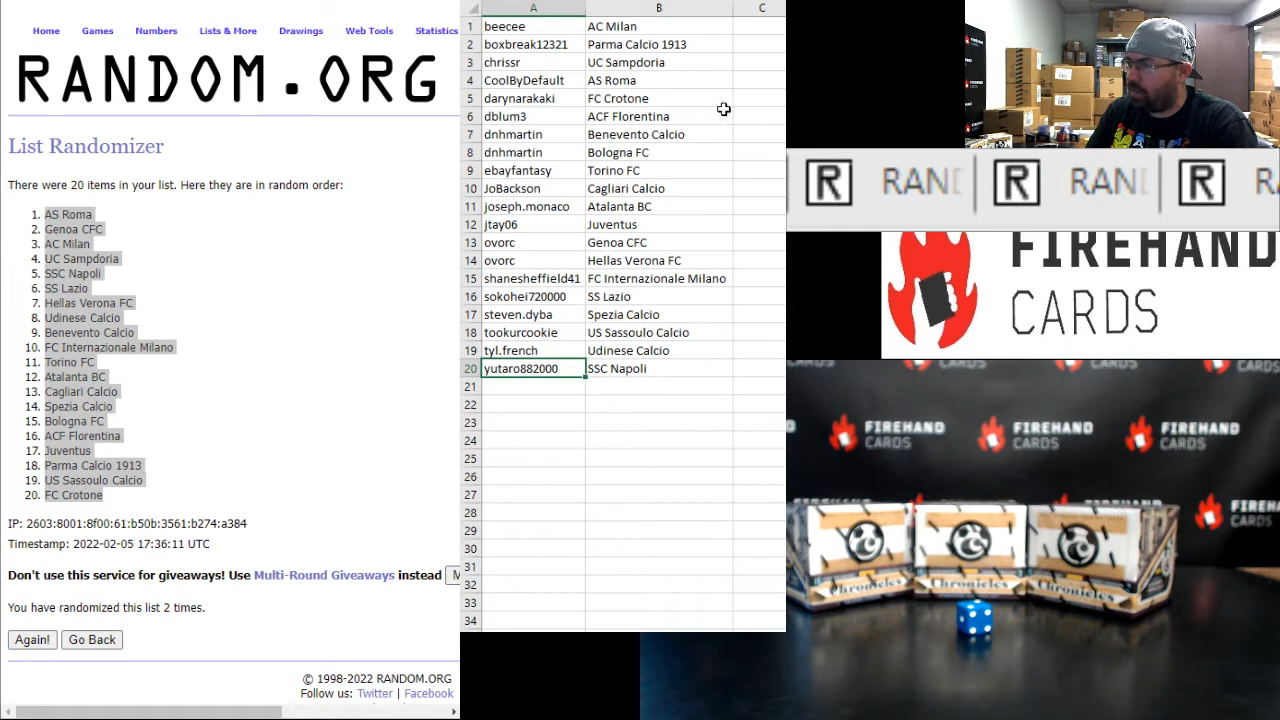 Home Games Numbers Lists & More Drawings Web Tools Statistics
RANDOM.ORG
List Randomizer
There were 20 items in your list. Here they are in random order:
1. AS Roma
2. Genoa CFC
3. AC Milan
4. UC Sampdoria
5. SSC Napoli
6. SS Lazio
7. Hellas Verona FC
8. Udinese Calcio
9. Benevento Calcio
10. FC Internazionale Milano
11. Torino FC
12. Atalanta BC
13. Cagliari Calcio
14. Spezia Calcio
15. Bologna FC
16. ACF Florentina
17. Juventus
18. Parma Calcio 1913
19. US Sassoulo Calcio
20. FC Crotone
IP: 2603:8001:8f00:61:b50b:3561:b274:a384
Timestamp: 2022-02-05 17:36:11 UTC
Don't use this service for giveaways! Use Multi-Round Giveaways instead
You have randomized this list 2 times.
Again! Go Back
© 1998-2022 RANDOM.ORG
Follow us: Twitter | Facebook
A B C
1 beecee AC Milan
2 boxbreak12321 Parma Calcio 1913
3 chrissr UC Sampdoria
4 CoolByDefault AS Roma
5 darynarakaki FC Crotone
6 dblum3 ACF Florentina
7 dnhmartin Benevento Calcio
8 dnhmartin Bologna FC
9 ebayfantasy Torino FC
10 JoBackson Cagliari Calcio
11 joseph.monaco Atalanta BC
12 jtay06 Juventus
13 ovorc Genoa CFC
14 ovorc Hellas Verona FC
15 shanesheffield41 FC Internazionale Milano
16 sokohei720000 SS Lazio
17 steven.dyba Spezia Calcio
18 tookurcookie US Sassoulo Calcio
19 tyl.french Udinese Calcio
20 yutaro882000 SSC Napoli
21
22
23
24
25
26
27
28
29
30
31
32
33
34
R RAN R RAN R
FIREHAND
CARDS
FIREHAND
CARDS
FIREHAND
CARDS
FIREHAND
CARDS
FIREHAND
CARDS
Chronicles
Chronicles
Chronicles